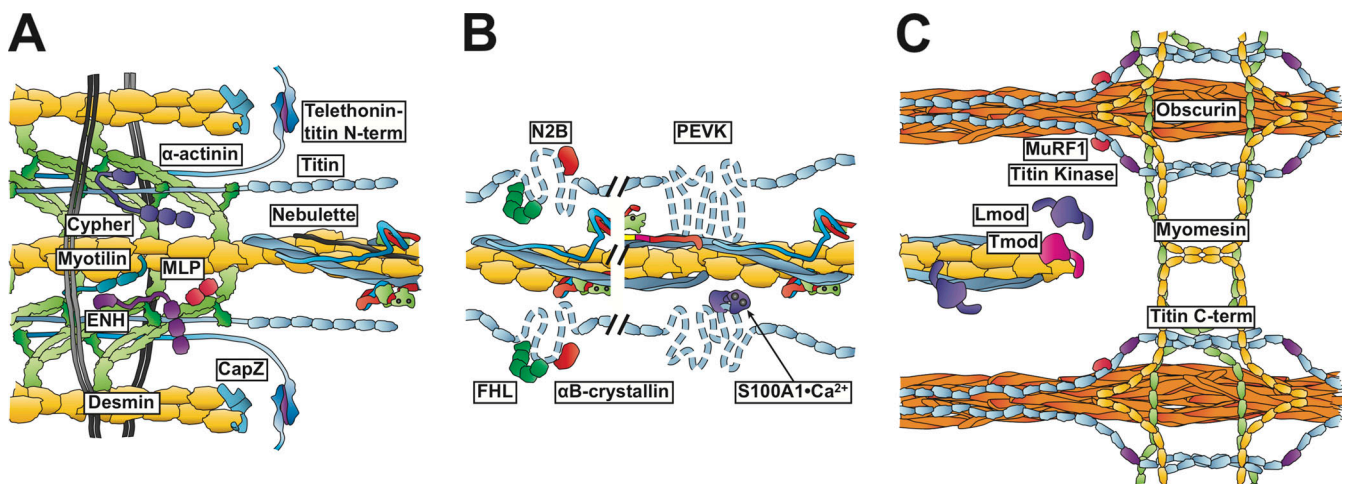 A
Telethonin-
titin N-term
α-actinin
Titin
Nebulette
Cypher
Myotilin
MLP
ENH
CapZ
Desmin
B
N2B
PEVK
FHL
αB-crystallin
S100A1•Ca²⁺
C
Obscurin
MuRF1
Titin Kinase
Lmod
Tmod
Myomesin
Titin C-term